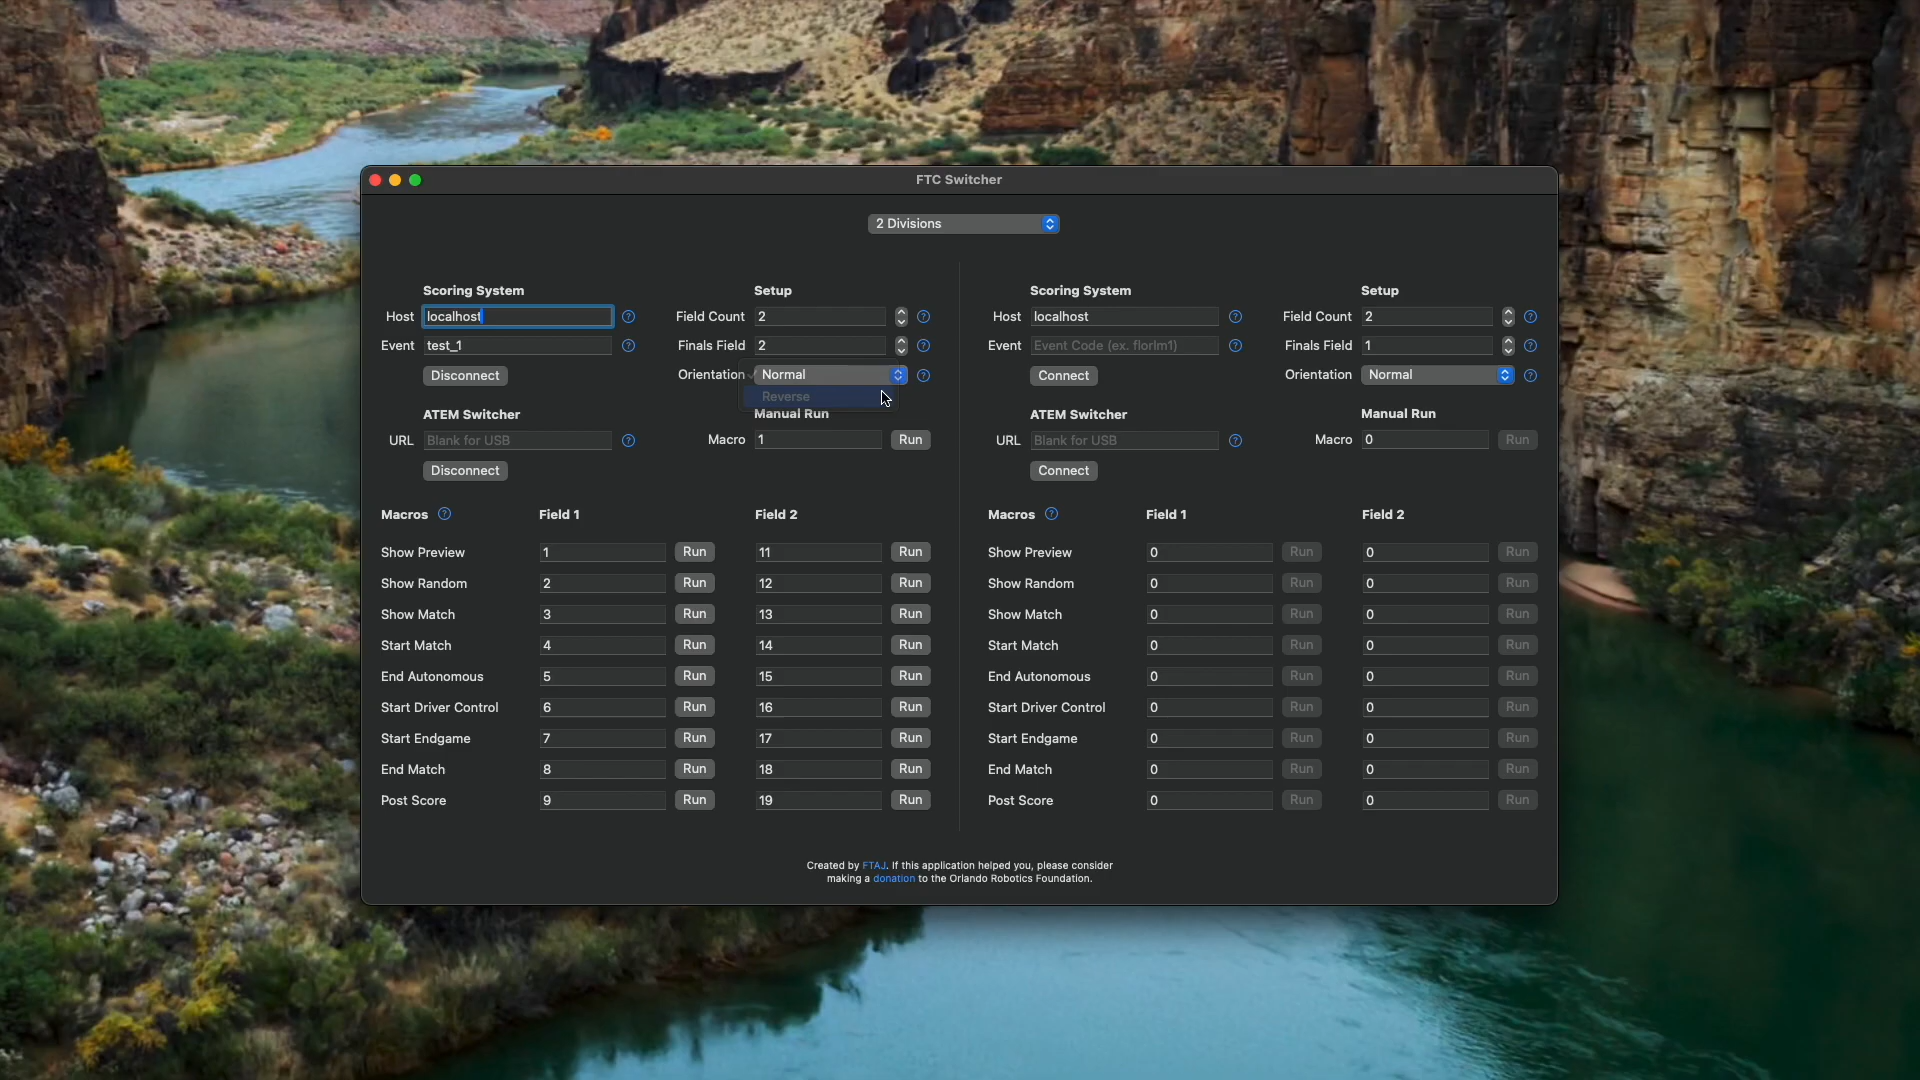 FTC Switcher
2 Divisions
Scoring System
Setup
Host localhost
Field Count 2
Event test_1
Finals Field 2
Disconnect
Orientation Normal
Reverse
ATEM Switcher
Manual Run
URL Blank for USB
Macro 1 Run
Disconnect
Macros Field 1 Field 2
Show Preview 1 Run 11 Run
Show Random 2 Run 12 Run
Show Match 3 Run 13 Run
Start Match 4 Run 14 Run
End Autonomous 5 Run 15 Run
Start Driver Control 6 Run 16 Run
Start Endgame 7 Run 17 Run
End Match 8 Run 18 Run
Post Score 9 Run 19 Run
Scoring System
Setup
Host localhost
Field Count 2
Event Event Code (ex. florlm1)
Finals Field 1
Connect
Orientation Normal
ATEM Switcher
Manual Run
URL Blank for USB
Macro 0 Run
Connect
Macros Field 1 Field 2
Show Preview 0 Run 0 Run
Show Random 0 Run 0 Run
Show Match 0 Run 0 Run
Start Match 0 Run 0 Run
End Autonomous 0 Run 0 Run
Start Driver Control 0 Run 0 Run
Start Endgame 0 Run 0 Run
End Match 0 Run 0 Run
Post Score 0 Run 0 Run
Created by FTAJ. If this application helped you, please consider
making a donation to the Orlando Robotics Foundation.